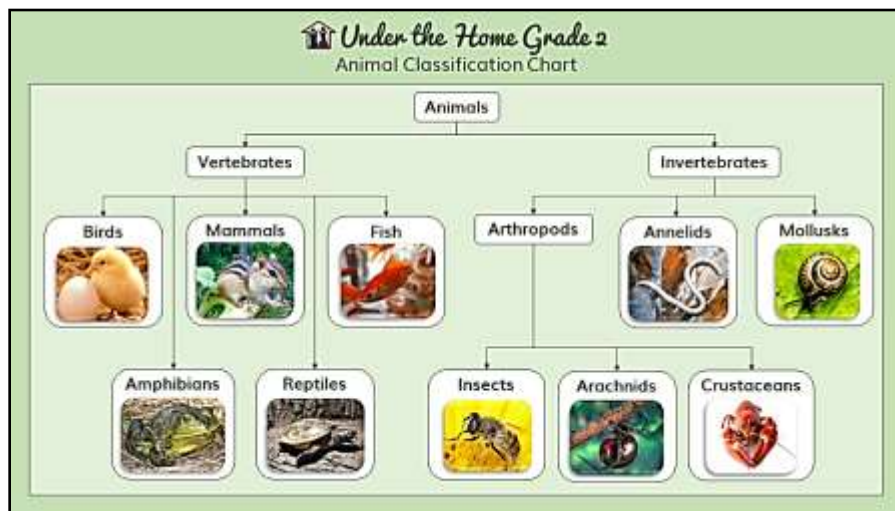 Under the Home Grade 2
Animal Classification Chart
Animals
Vertebrates
Invertebrates
Birds
Mammals
Fish
Arthropods
Annelids
Mollusks
Amphibians
Reptiles
Insects
Arachnids
Crustaceans